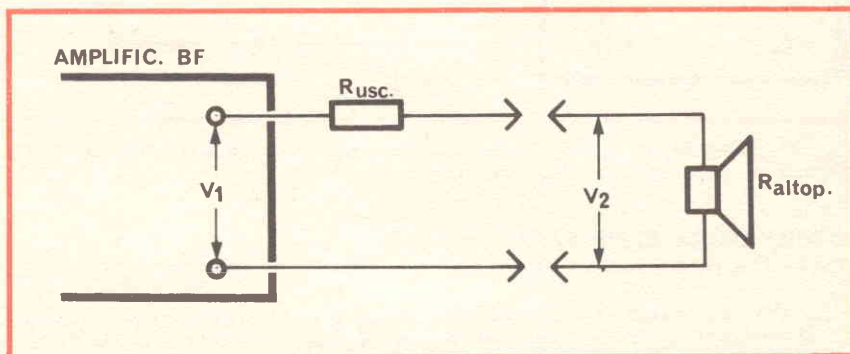 AMPLIFIC. BF
Rusc.
V1
V2
Raltop.